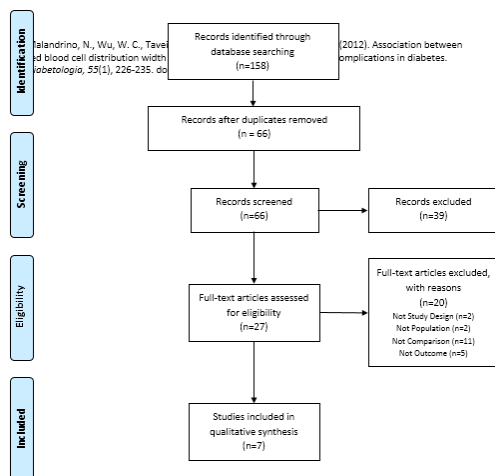 Identification
Records identified through
database searching
(n=158)
alandrino, N., Wu, W. C., Tavei (2012). Association between
ed blood cell distribution width omplications in diabetes.
iabetologia, 55(1), 226-235. do
Records after duplicates removed
(n = 66)
Screening
Records screened
(n=66)
Records excluded
(n=39)
Eligibility
Full-text articles assessed
for eligibility
(n=27)
Full-text articles excluded,
with reasons
(n=20)
Not Study Design (n=2)
Not Population (n=2)
Not Comparison (n=11)
Not Outcome (n=5)
Included
Studies included in
qualitative synthesis
(n=7)